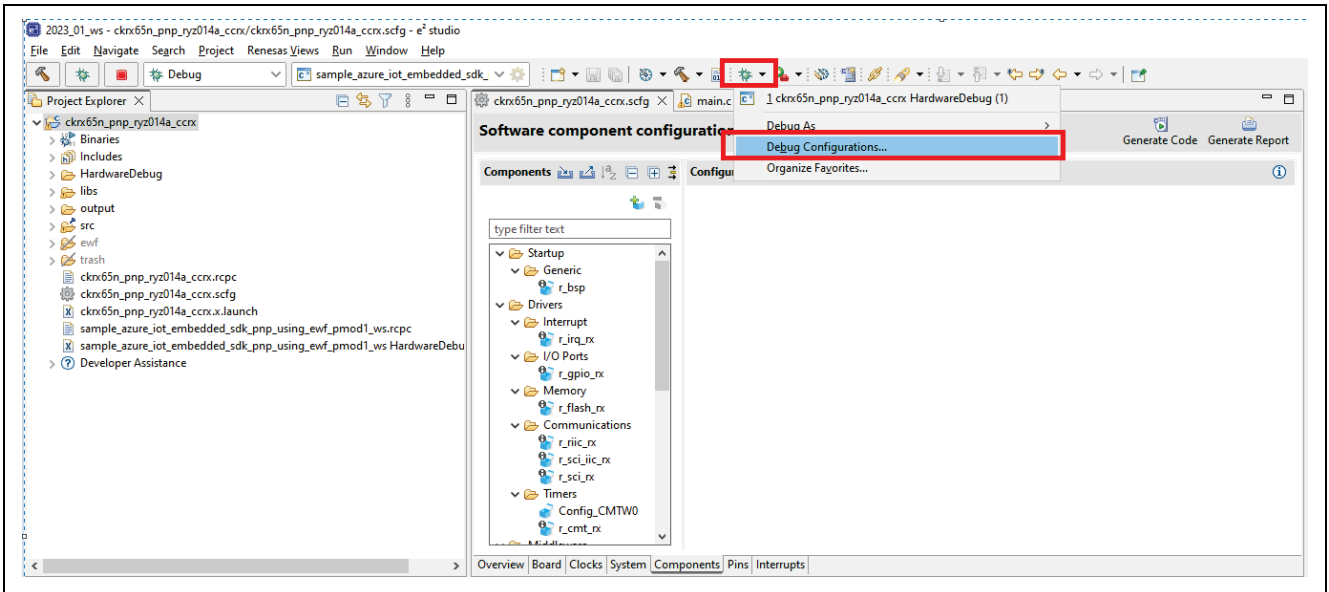 2023_01_ws - ckrx65n_pnp_ryz014a_ccrx/ckrx65n_pnp_ryz014a_ccrx.scfg - e² studio
File Edit Navigate Search Project Renesas Views Run Window Help
Debug sample_azure_iot_embedded_sdk_
Project Explorer
ckrx65n_pnp_ryz014a_ccrx
Binaries
Includes
HardwareDebug
libs
output
src
ewf
trash
ckrx65n_pnp_ryz014a_ccrx.rcpc
ckrx65n_pnp_ryz014a_ccrx.scfg
ckrx65n_pnp_ryz014a_ccrx.x.launch
sample_azure_iot_embedded_sdk_pnp_using_ewf_pmod1_ws.rcpc
sample_azure_iot_embedded_sdk_pnp_using_ewf_pmod1_ws HardwareDebu
Developer Assistance
ckrx65n_pnp_ryz014a_ccrx.scfg main.c
1 ckrx65n_pnp_ryz014a_ccrx HardwareDebug (1)
Debug As
Debug Configurations...
Organize Favorites...
Software component configuration
Generate Code Generate Report
Components Configu
type filter text
Startup
Generic
r_bsp
Drivers
Interrupt
r_irq_rx
I/O Ports
r_gpio_rx
Memory
r_flash_rx
Communications
r_riic_rx
r_sci_iic_rx
r_sci_rx
Timers
Config_CMTW0
r_cmt_rx
Middleware
Overview Board Clocks System Components Pins Interrupts